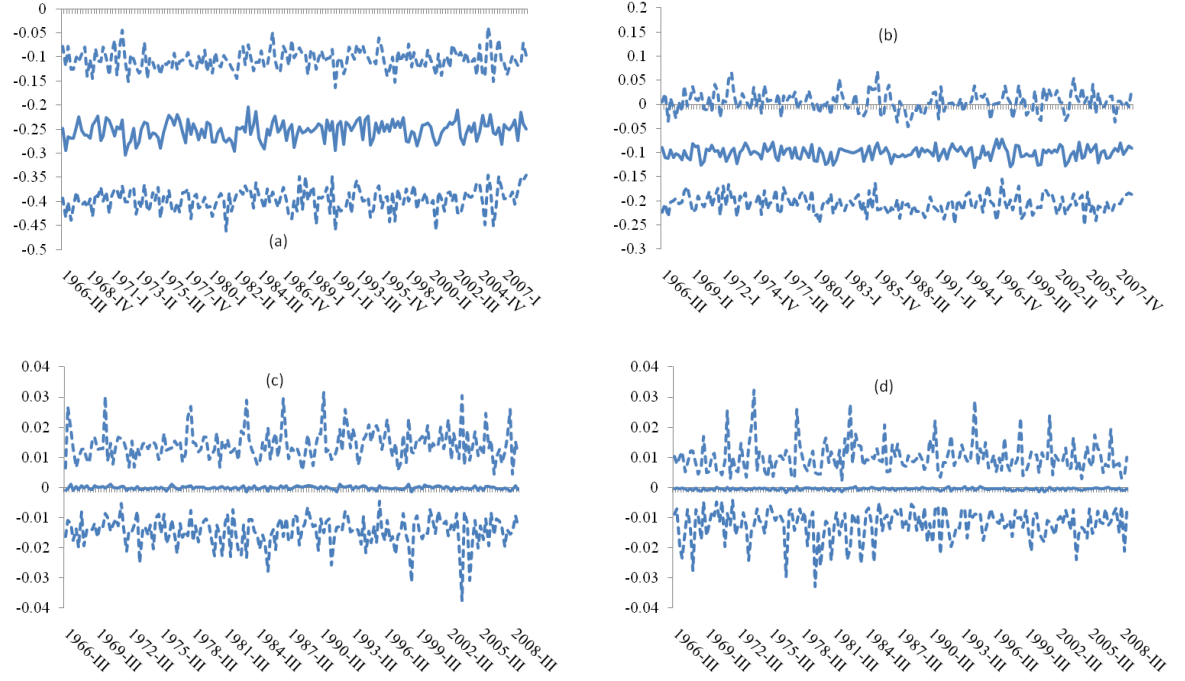 0
-0.05
-0.1
-0.15
-0.2
-0.25
-0.3
-0.35
-0.4
-0.45
-0.5
(a)
1966-III
1968-IV
1971-I
1973-II
1975-III
1977-IV
1980-I
1982-II
1984-III
1986-IV
1989-I
1991-II
1993-III
1995-IV
1998-I
2000-II
2002-III
2004-IV
2007-I
0.2
0.15
0.1
0.05
0
-0.05
-0.1
-0.15
-0.2
-0.25
-0.3
(b)
1966-III
1969-II
1972-I
1974-IV
1977-III
1980-II
1983-I
1985-IV
1988-III
1991-II
1994-I
1996-IV
1999-III
2002-II
2005-I
2007-IV
0.04
0.03
0.02
0.01
0
-0.01
-0.02
-0.03
-0.04
(c)
1966-III
1969-III
1972-III
1975-III
1978-III
1981-III
1984-III
1987-III
1990-III
1993-III
1996-III
1999-III
2002-III
2005-III
2008-III
0.04
0.03
0.02
0.01
0
-0.01
-0.02
-0.03
-0.04
(d)
1966-III
1969-III
1972-III
1975-III
1978-III
1981-III
1984-III
1987-III
1990-III
1993-III
1996-III
1999-III
2002-III
2005-III
2008-III